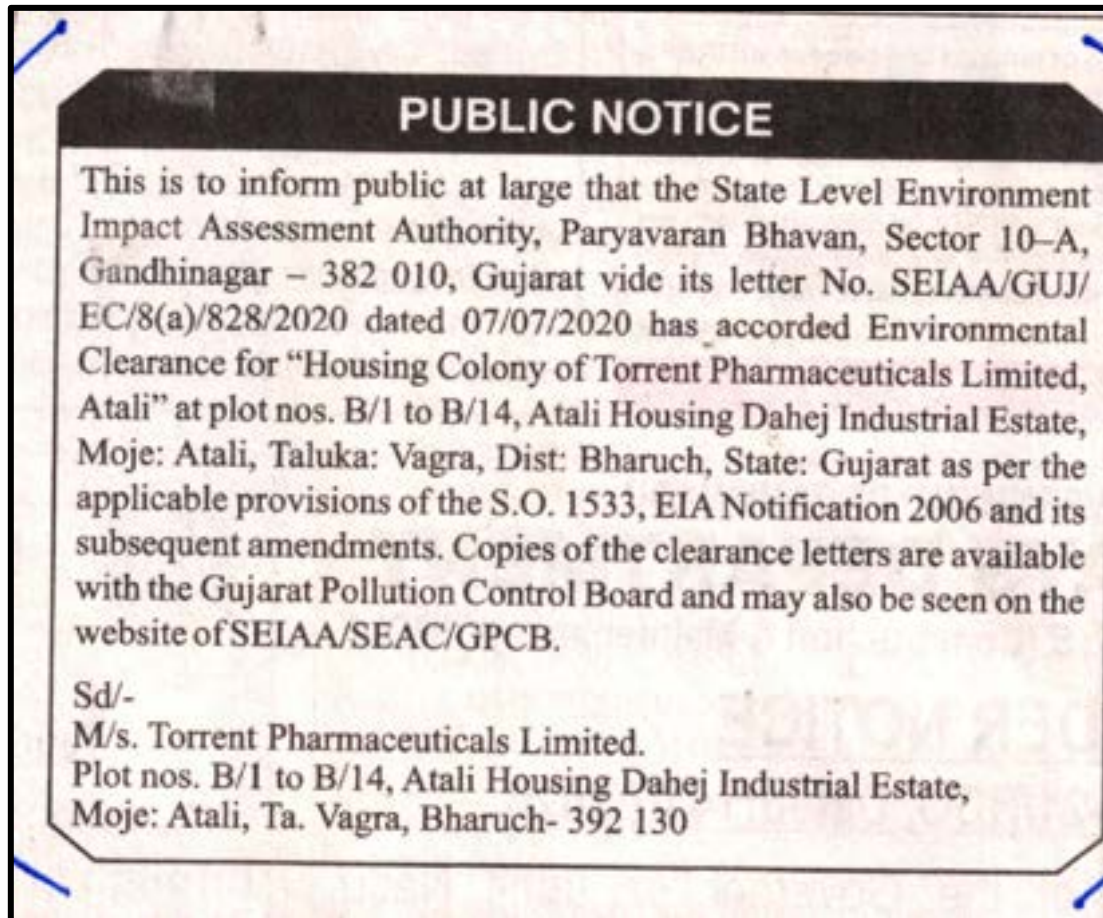 PUBLIC NOTICE
This is to inform public at large that the State Level Environment
Impact Assessment Authority, Paryavaran Bhavan, Sector 10–A,
Gandhinagar – 382 010, Gujarat vide its letter No. SEIAA/GUJ/
EC/8(a)/828/2020 dated 07/07/2020 has accorded Environmental
Clearance for “Housing Colony of Torrent Pharmaceuticals Limited,
Atali” at plot nos. B/1 to B/14, Atali Housing Dahej Industrial Estate,
Moje: Atali, Taluka: Vagra, Dist: Bharuch, State: Gujarat as per the
applicable provisions of the S.O. 1533, EIA Notification 2006 and its
subsequent amendments. Copies of the clearance letters are available
with the Gujarat Pollution Control Board and may also be seen on the
website of SEIAA/SEAC/GPCB.
Sd/-
M/s. Torrent Pharmaceuticals Limited.
Plot nos. B/1 to B/14, Atali Housing Dahej Industrial Estate,
Moje: Atali, Ta. Vagra, Bharuch- 392 130